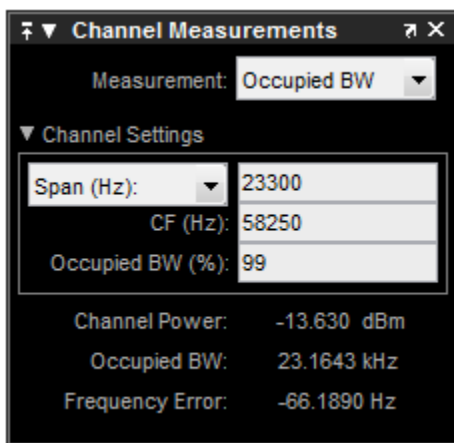 Channel Measurements
Measurement: Occupied BW
Channel Settings
Span (Hz): 23300
CF (Hz): 58250
Occupied BW (%): 99
Channel Power: -13.630 dBm
Occupied BW: 23.1643 kHz
Frequency Error: -66.1890 Hz